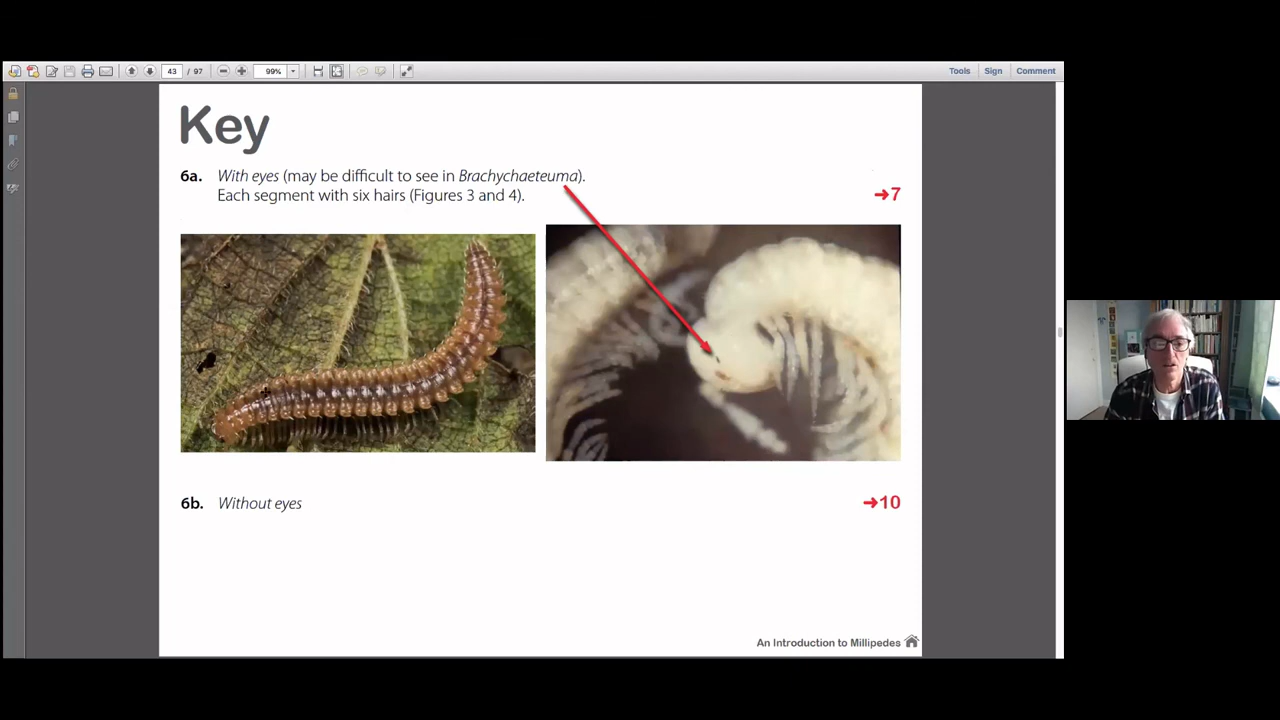 43 / 97
99%
Tools
Sign
Comment
Key
6a. With eyes (may be difficult to see in Brachychaeteuma).
Each segment with six hairs (Figures 3 and 4).
➔7
6b. Without eyes
➔10
An Introduction to Millipedes